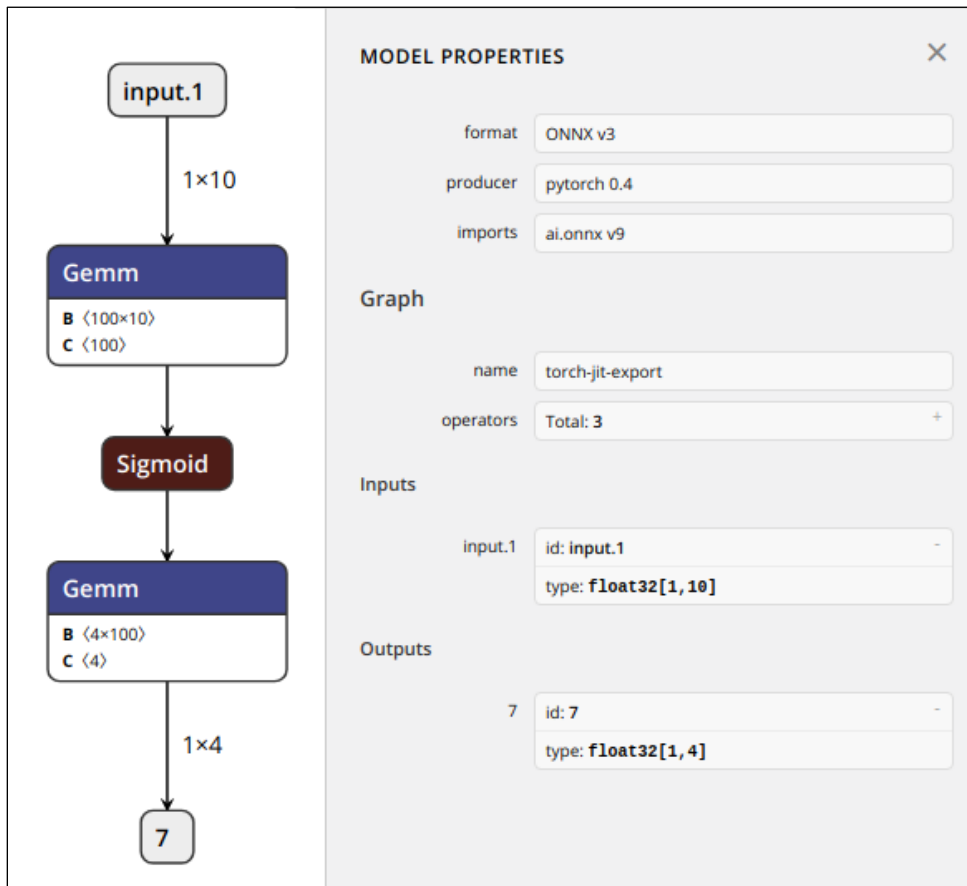 input.1
1×10
Gemm
B 〈100×10〉
C 〈100〉
Sigmoid
Gemm
B 〈4×100〉
C 〈4〉
1×4
7
MODEL PROPERTIES
×
format ONNX v3
producer pytorch 0.4
imports ai.onnx v9
Graph
name torch-jit-export
operators Total: 3 +
Inputs
input.1 id: input.1 -
type: float32[1,10]
Outputs
7 id: 7 -
type: float32[1,4]